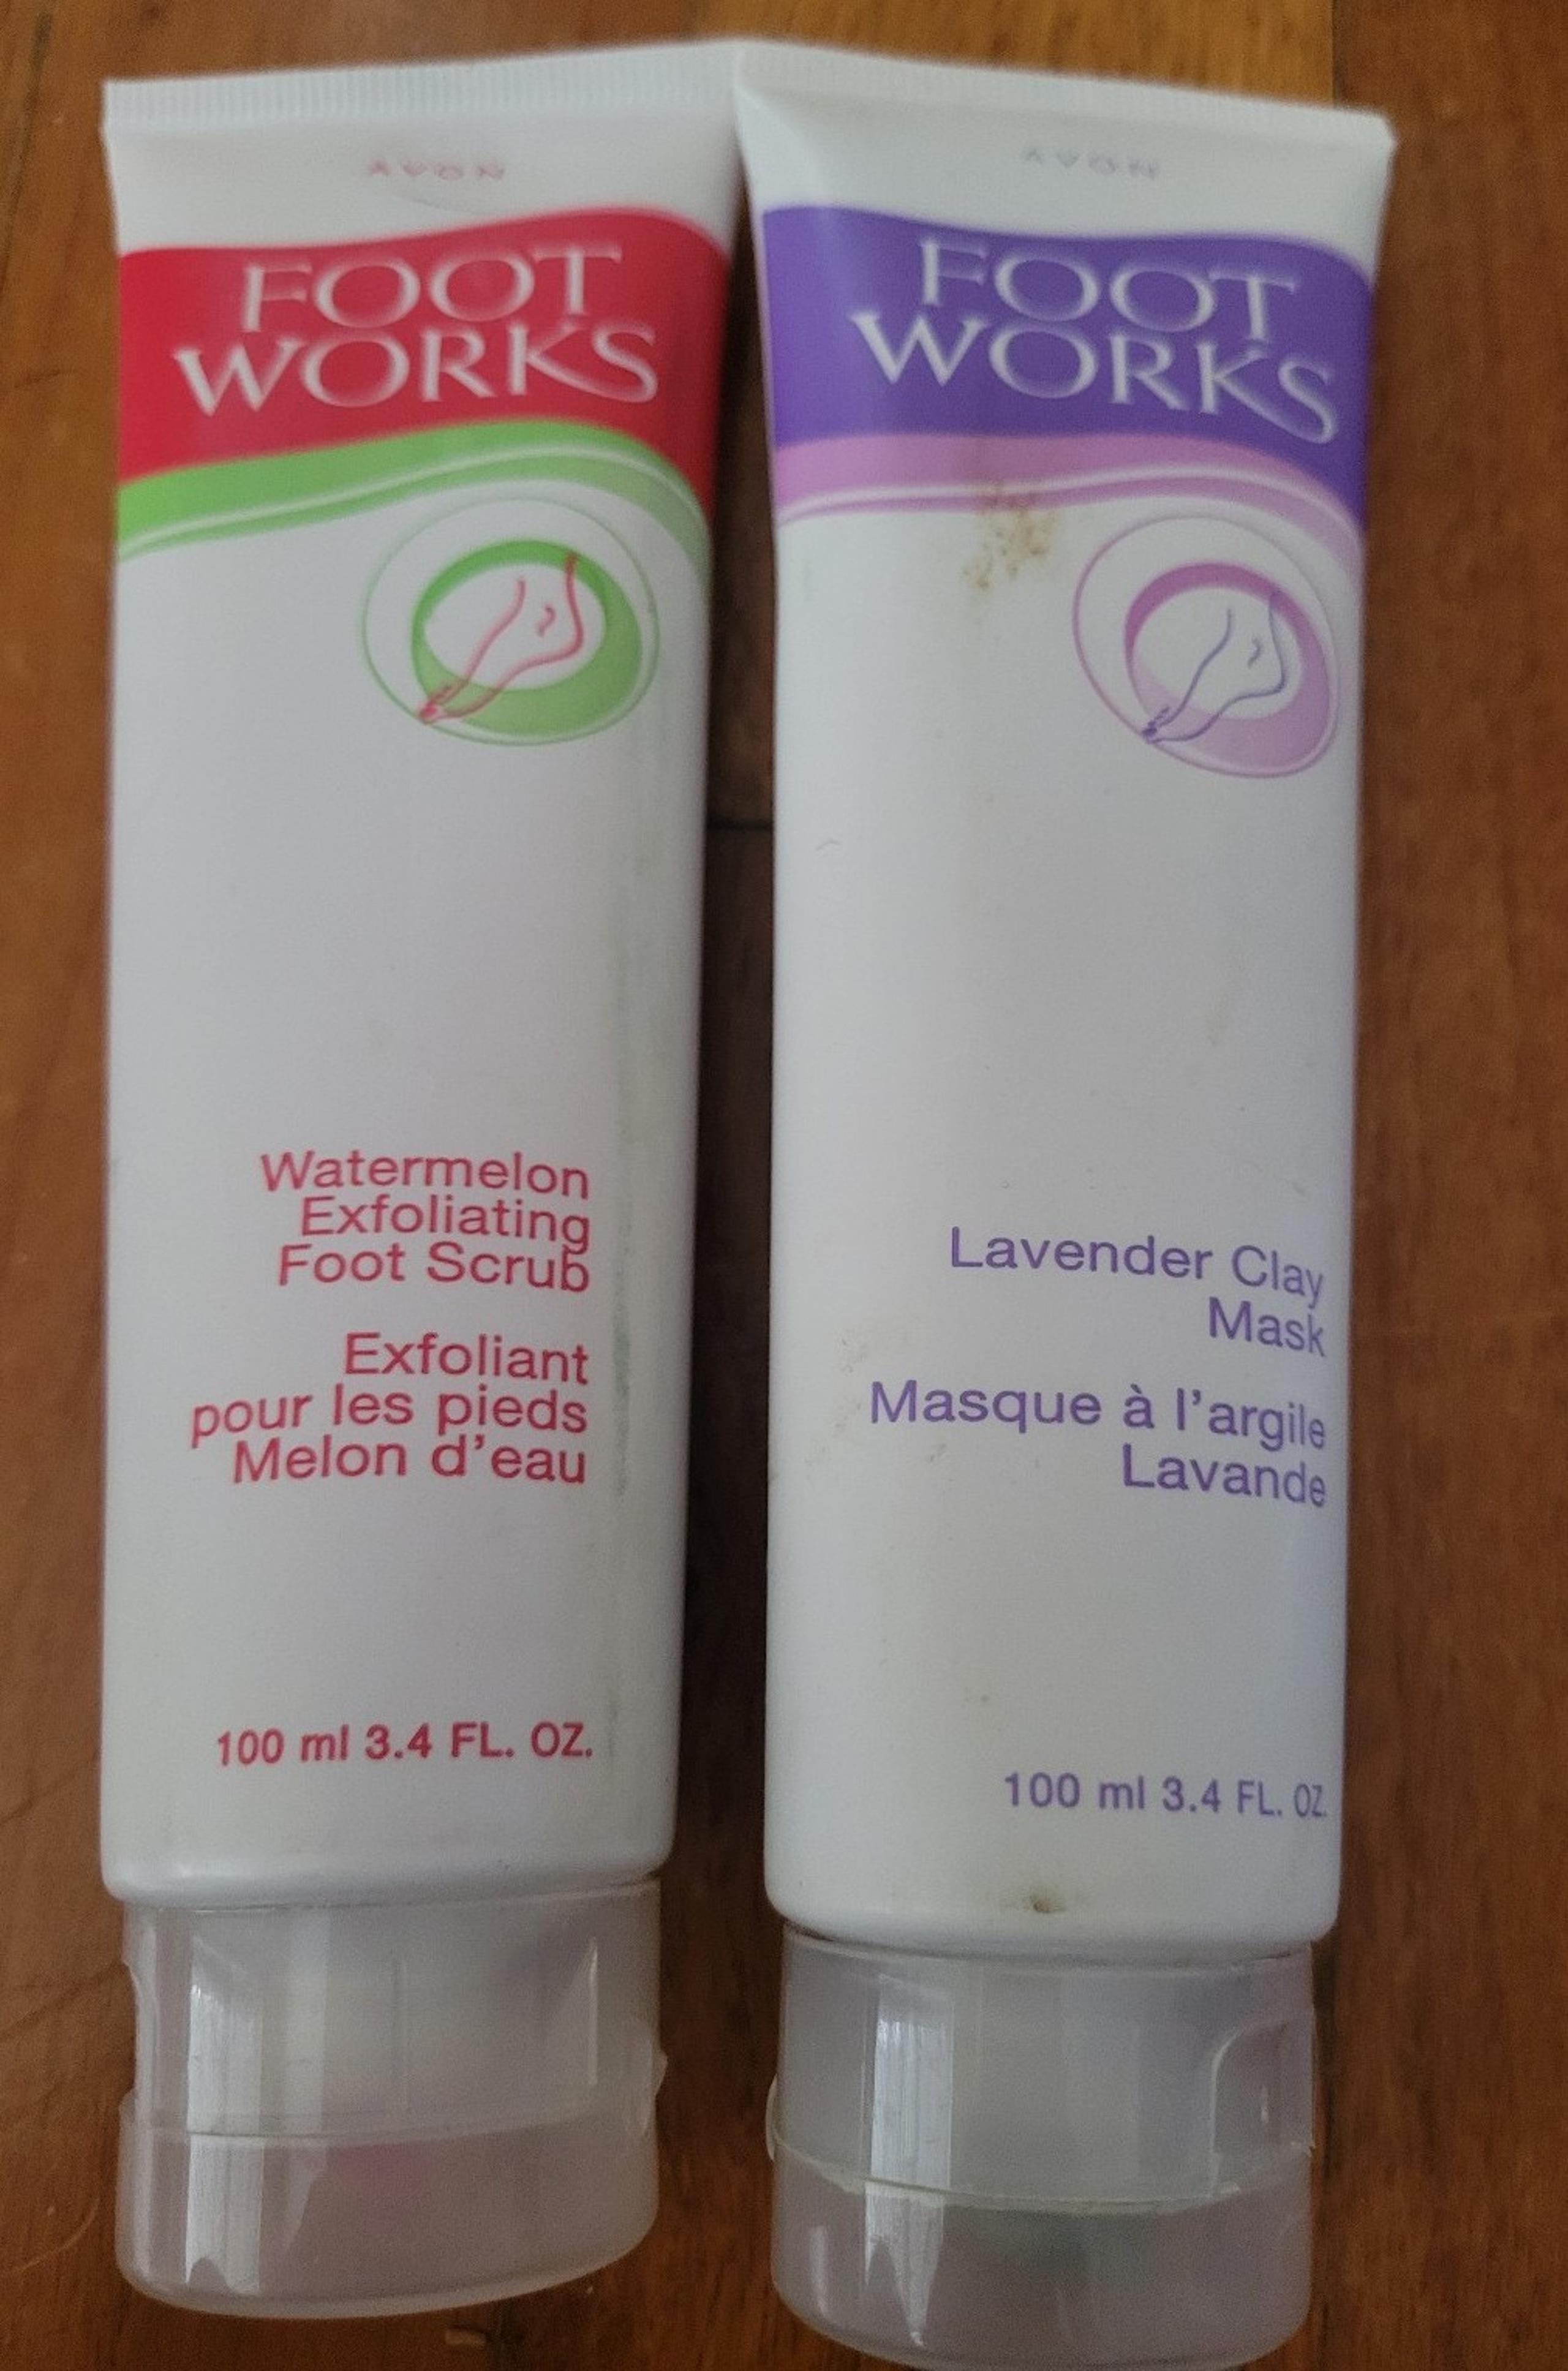 AVON
FOOT
WORKS
Watermelon
Exfoliating
Foot Scrub
Exfoliant
pour les pieds
Melon d'eau
100 ml 3.4 FL. OZ.
AVON
FOOT
WORKS
Lavender Clay
Mask
Masque à l'argile
Lavande
100 ml 3.4 FL. OZ.